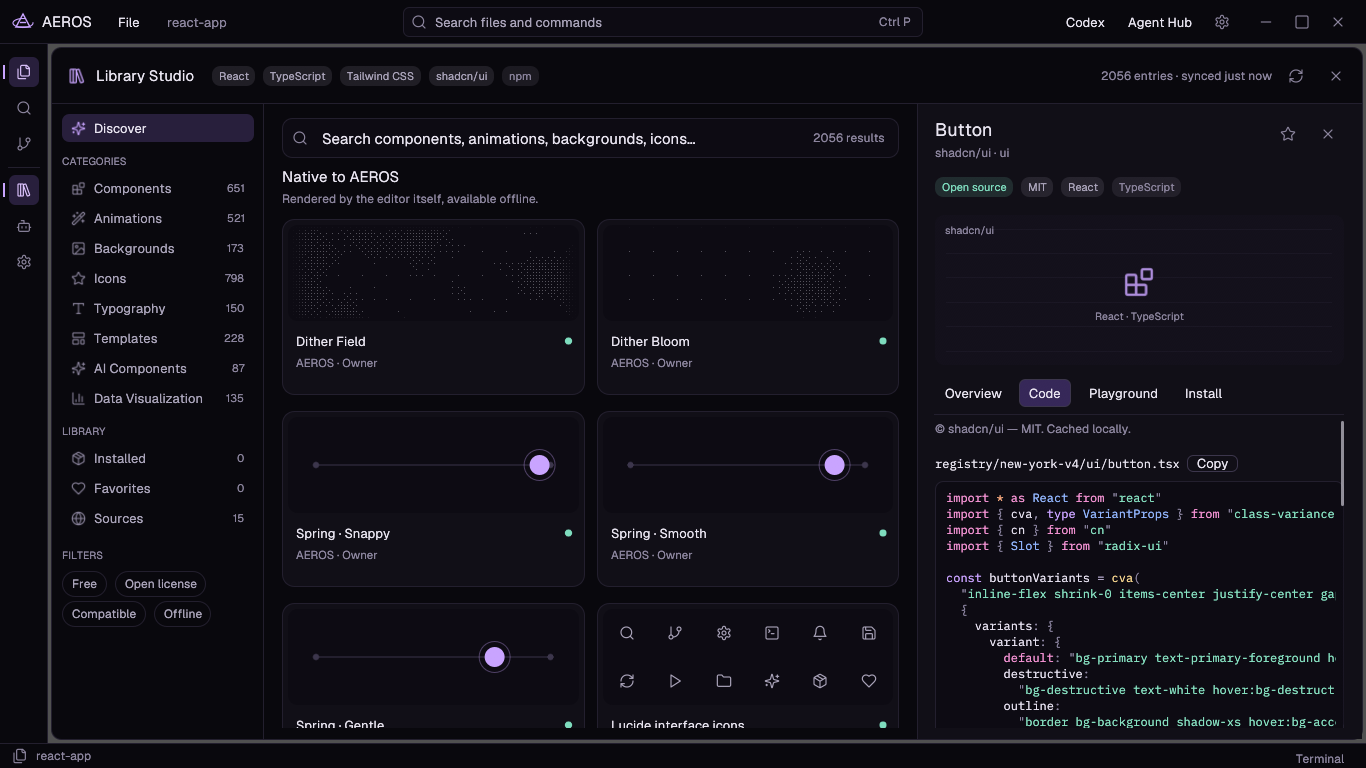 AEROS File react-app Search files and commands Ctrl P Codex Agent Hub
Library Studio React TypeScript Tailwind CSS shadcn/ui npm 2056 entries · synced just now
Discover
CATEGORIES
Components 651
Animations 521
Backgrounds 173
Icons 798
Typography 150
Templates 228
AI Components 87
Data Visualization 135
LIBRARY
Installed 0
Favorites 0
Sources 15
FILTERS
Free Open license
Compatible Offline
Search components, animations, backgrounds, icons... 2056 results
Native to AEROS
Rendered by the editor itself, available offline.
Dither Field
AEROS · Owner
Dither Bloom
AEROS · Owner
Spring · Snappy
AEROS · Owner
Spring · Smooth
AEROS · Owner
Spring · Gentle
Lucide interface icons
Button
shadcn/ui · ui
Open source MIT React TypeScript
shadcn/ui
React · TypeScript
Overview Code Playground Install
© shadcn/ui — MIT. Cached locally.
registry/new-york-v4/ui/button.tsx Copy
import * as React from "react"
import { cva, type VariantProps } from "class-variance
import { cn } from "cn"
import { Slot } from "radix-ui"
const buttonVariants = cva(
"inline-flex shrink-0 items-center justify-center ga
{
variants: {
variant: {
default: "bg-primary text-primary-foreground h
destructive:
"bg-destructive text-white hover:bg-destruct
outline:
"border bg-background shadow-xs hover:bg-acc
react-app Terminal